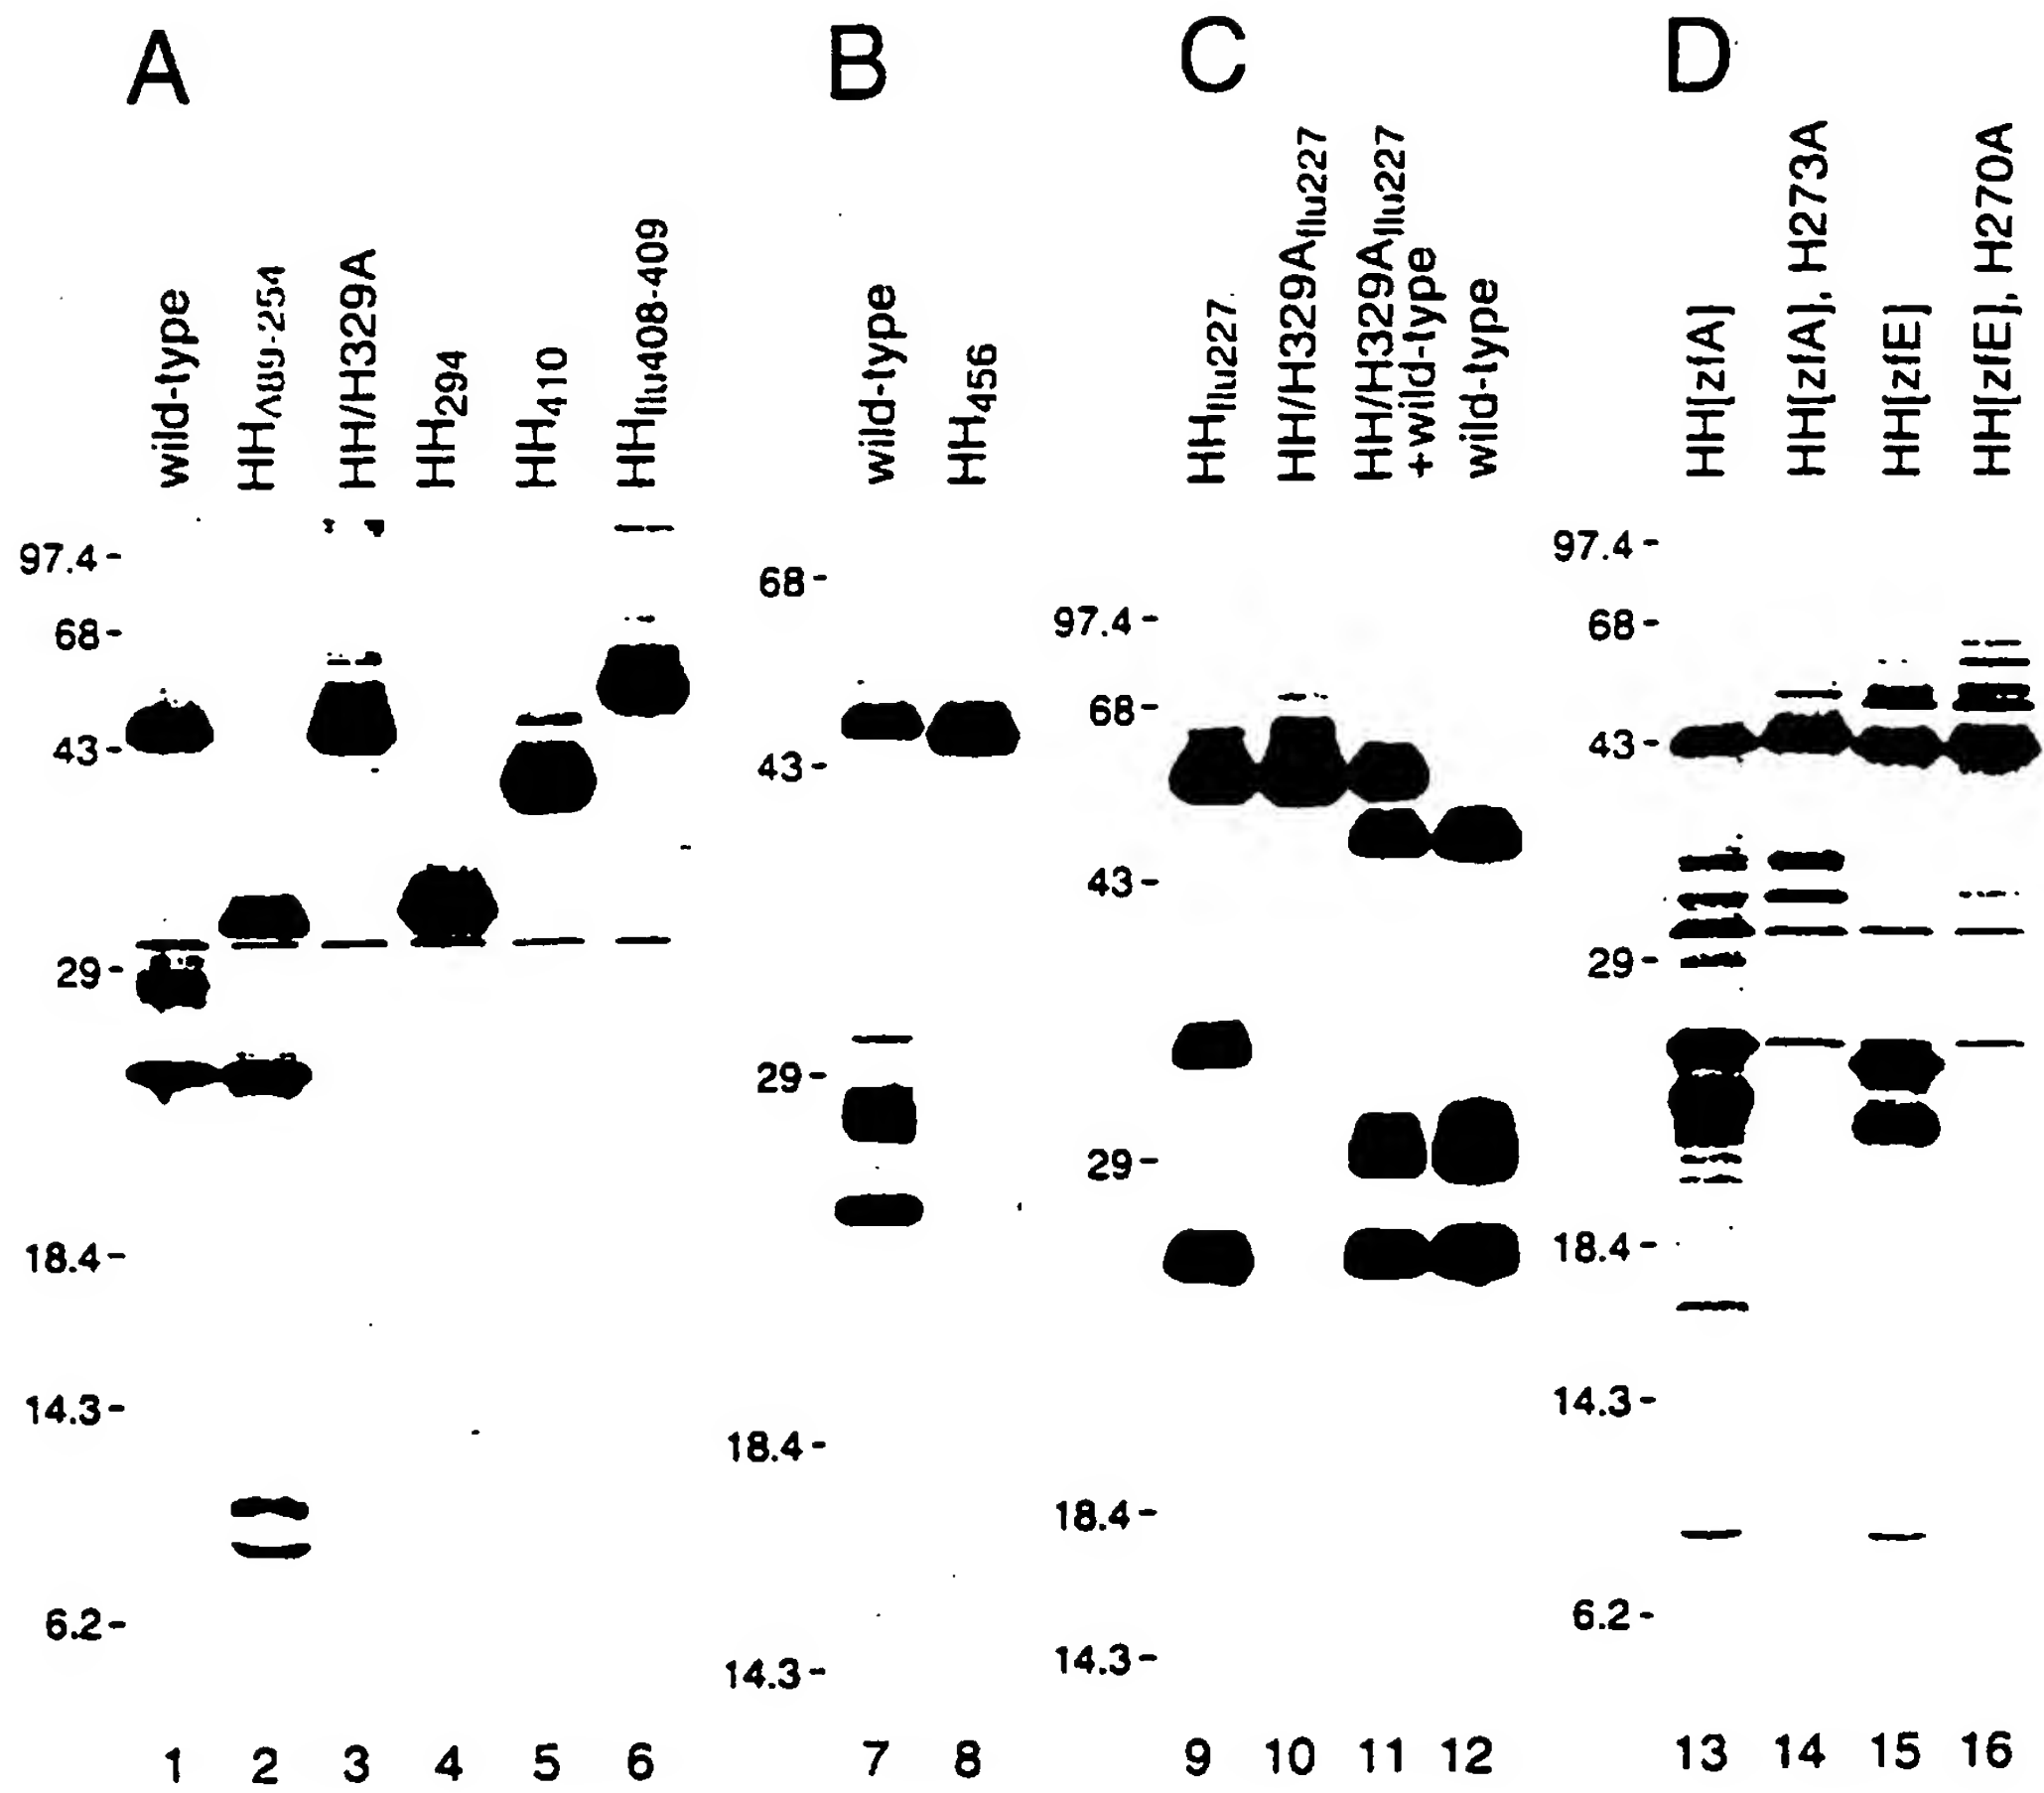 A
B
C
D
wild-type
HHΔ89-254
HH/H329A
HH294
HH410
HHflu408-409
wild-type
HH456
HHflu227
HH/H329Aflu227
HH/H329Aflu227
+wild-type
wild-type
HH[zfA]
HH[zfA], H273A
HH[zfE]
HH[zfE], H270A
97.4-
68-
43-
29-
18.4-
14.3-
6.2-
68-
43-
29-
18.4-
14.3-
97.4-
68-
43-
29-
18.4-
14.3-
97.4-
68-
43-
29-
18.4-
14.3-
6.2-
1 2 3 4 5 6 7 8 9 10 11 12 13 14 15 16